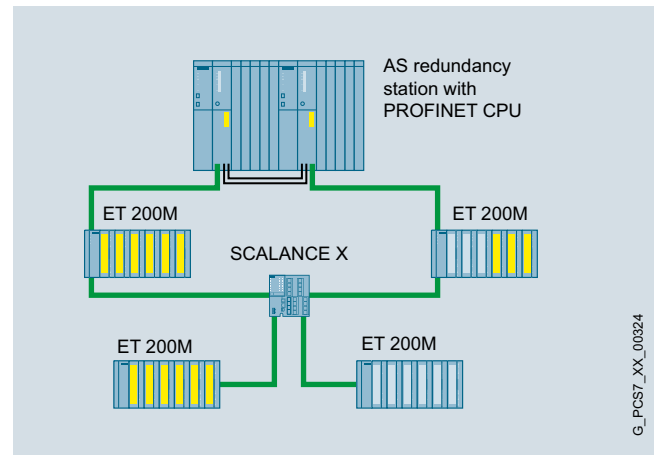 AS redundancy
station with
PROFINET CPU
ET 200M
ET 200M
SCALANCE X
ET 200M
ET 200M
G_PCS7_XX_00324